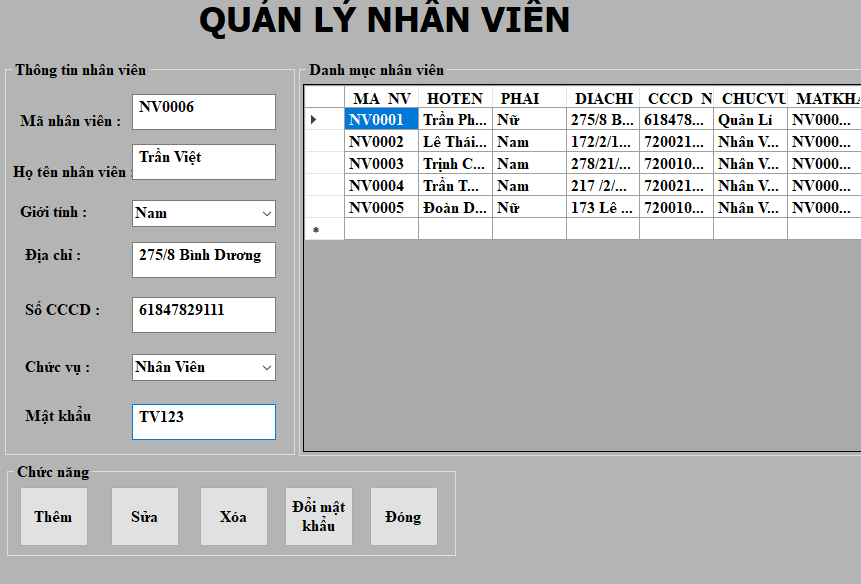 QUẢN LÝ NHÂN VIÊN
Thông tin nhân viên
Mã nhân viên : NV0006
Họ tên nhân viên : Trần Việt
Giới tính : Nam
Địa chỉ : 275/8 Bình Dương
Số CCCD : 61847829111
Chức vụ : Nhân Viên
Mật khẩu TV123
Danh mục nhân viên
MA_NV HOTEN PHAI DIACHI CCCD_N CHUCVU MATKHA
NV0001 Trần Ph... Nữ 275/8 B... 618478... Quản Lí NV000...
NV0002 Lê Thái... Nam 172/2/1... 720021... Nhân V... NV000...
NV0003 Trịnh C... Nam 278/21/... 720010... Nhân V... NV000...
NV0004 Trần T... Nam 217 /2/... 720021... Nhân V... NV000...
NV0005 Đoàn D... Nữ 173 Lê ... 720010... Nhân V... NV000...
Chức năng
Thêm Sửa Xóa Đổi mật khẩu Đóng